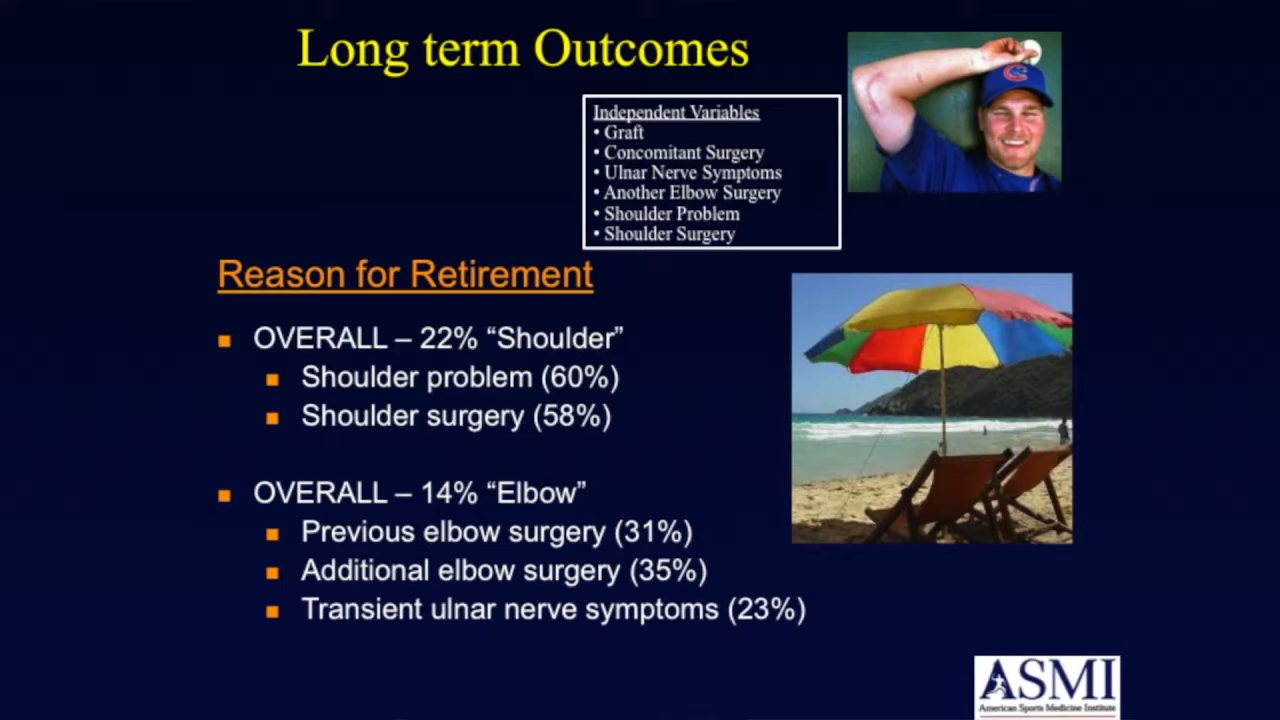 Long term Outcomes
Independent Variables
• Graft
• Concomitant Surgery
• Ulnar Nerve Symptoms
• Another Elbow Surgery
• Shoulder Problem
• Shoulder Surgery
Reason for Retirement
■ OVERALL – 22% “Shoulder”
■ Shoulder problem (60%)
■ Shoulder surgery (58%)
■ OVERALL – 14% “Elbow”
■ Previous elbow surgery (31%)
■ Additional elbow surgery (35%)
■ Transient ulnar nerve symptoms (23%)
ASMI
American Sports Medicine Institute